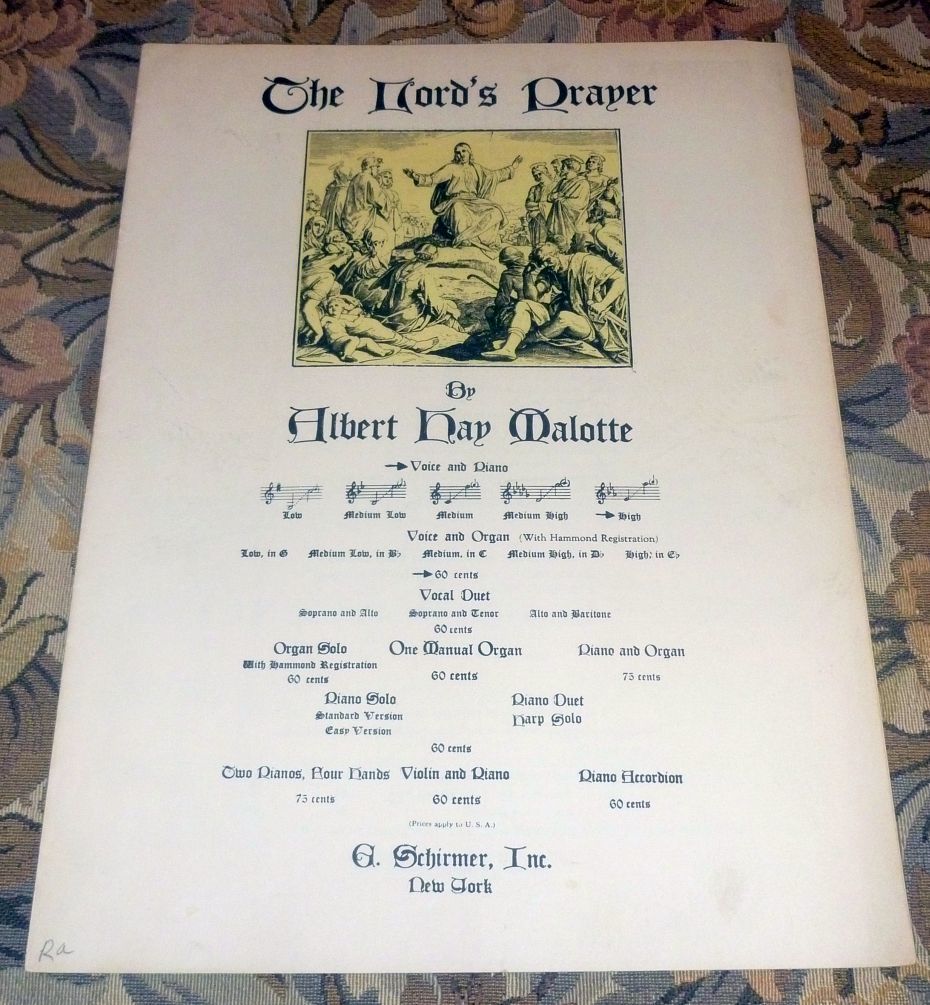 The Lord's Prayer
By
Albert Hay Malotte
Voice and Piano
Low Medium Low Medium Medium High High
Voice and Organ (With Hammond Registration)
Low, in G Medium Low, in B♭ Medium, in C Medium High, in D♭ High, in E♭
60 cents
Vocal Duet
Soprano and Alto Soprano and Tenor Alto and Baritone
60 cents
Organ Solo One Manual Organ Piano and Organ
With Hammond Registration
60 cents 60 cents 75 cents
Piano Solo Piano Duet
Standard Version Harp Solo
Easy Version
60 cents
Two Pianos, Four Hands Violin and Piano Piano Accordion
75 cents 60 cents 60 cents
(Prices apply to U. S. A.)
G. Schirmer, Inc.
New York
Ra